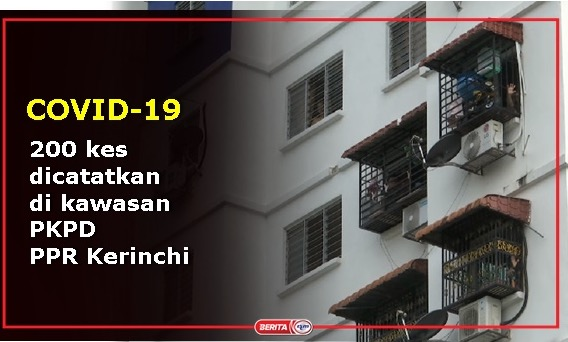 COVID-19
200 kes
dicatatkan
di kawasan
PKPD
PPR Kerinchi
BERITA